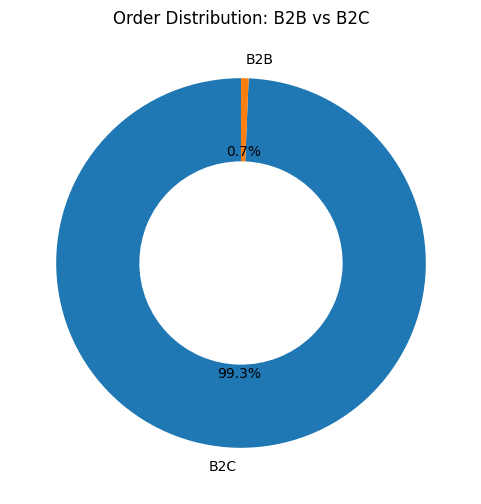 Order Distribution: B2B vs B2C
B2B
0.7%
99.3%
B2C